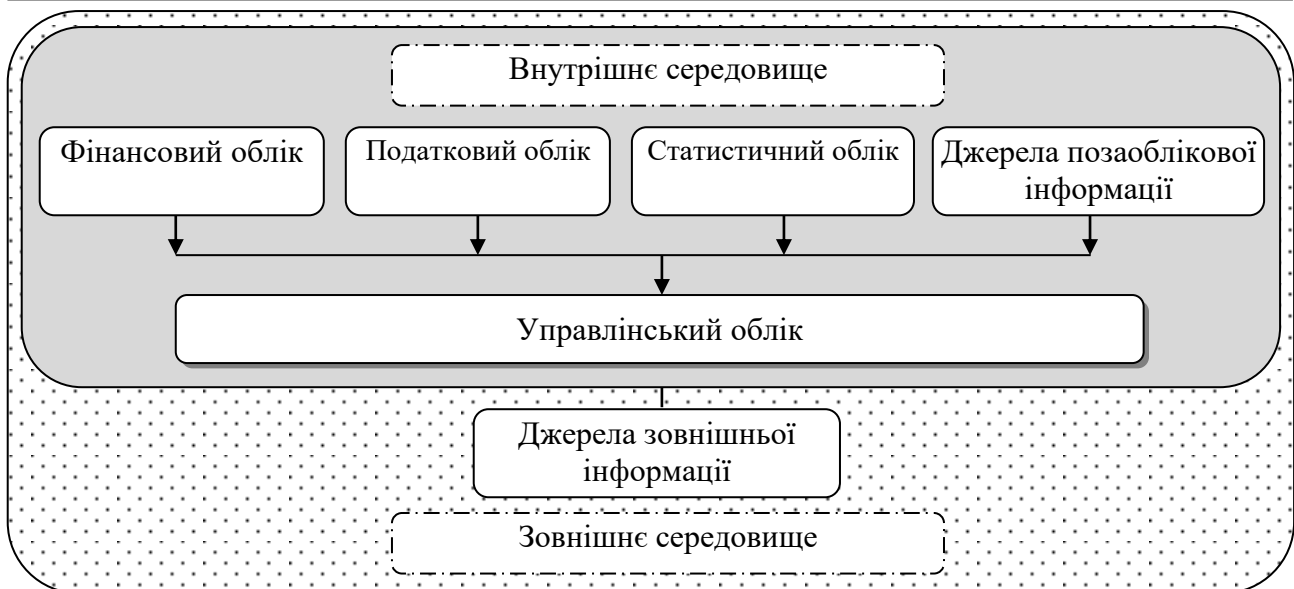 Внутрішнє середовище
Фінансовий облік
Податковий облік
Статистичний облік
Джерела позаоблікової
інформації
Управлінський облік
Джерела зовнішньої
інформації
Зовнішнє середовище